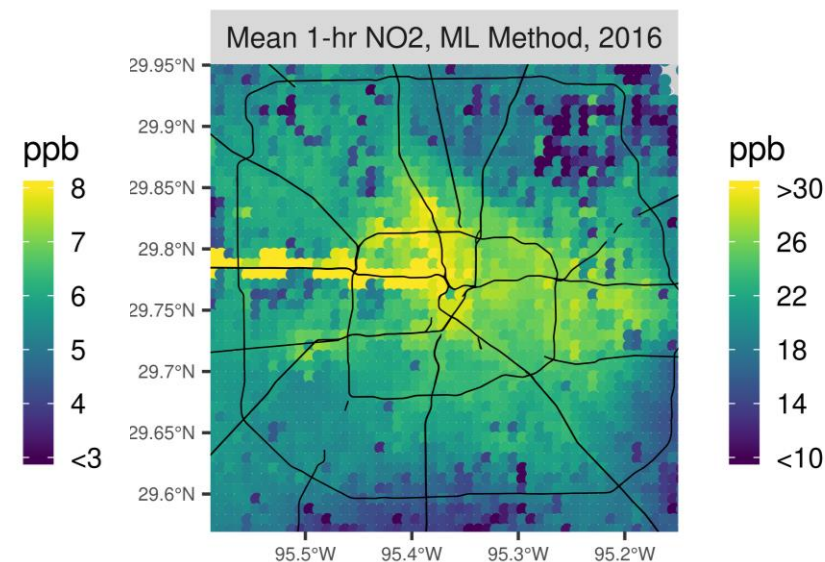 Mean 1-hr NO2, ML Method, 2016
ppb
8
7
6
5
4
<3
29.95°N
29.9°N
29.85°N
29.8°N
29.75°N
29.7°N
29.65°N
29.6°N
95.5°W 95.4°W 95.3°W 95.2°W
ppb
>30
26
22
18
14
<10